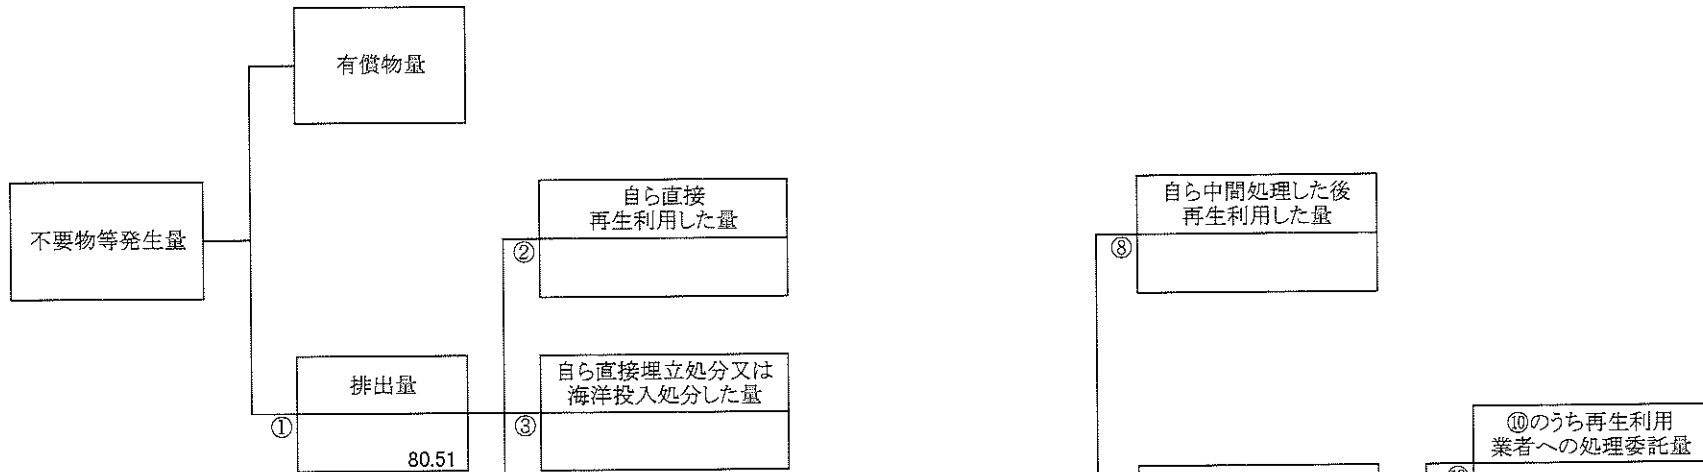 有償物量
不要物等発生量
自ら直接
再生利用した量
②
自ら中間処理した後
再生利用した量
⑧
排出量
①
80.51
自ら直接埋立処分又は
海洋投入処分した量
③
⑩のうち再生利用
業者への処理委託量